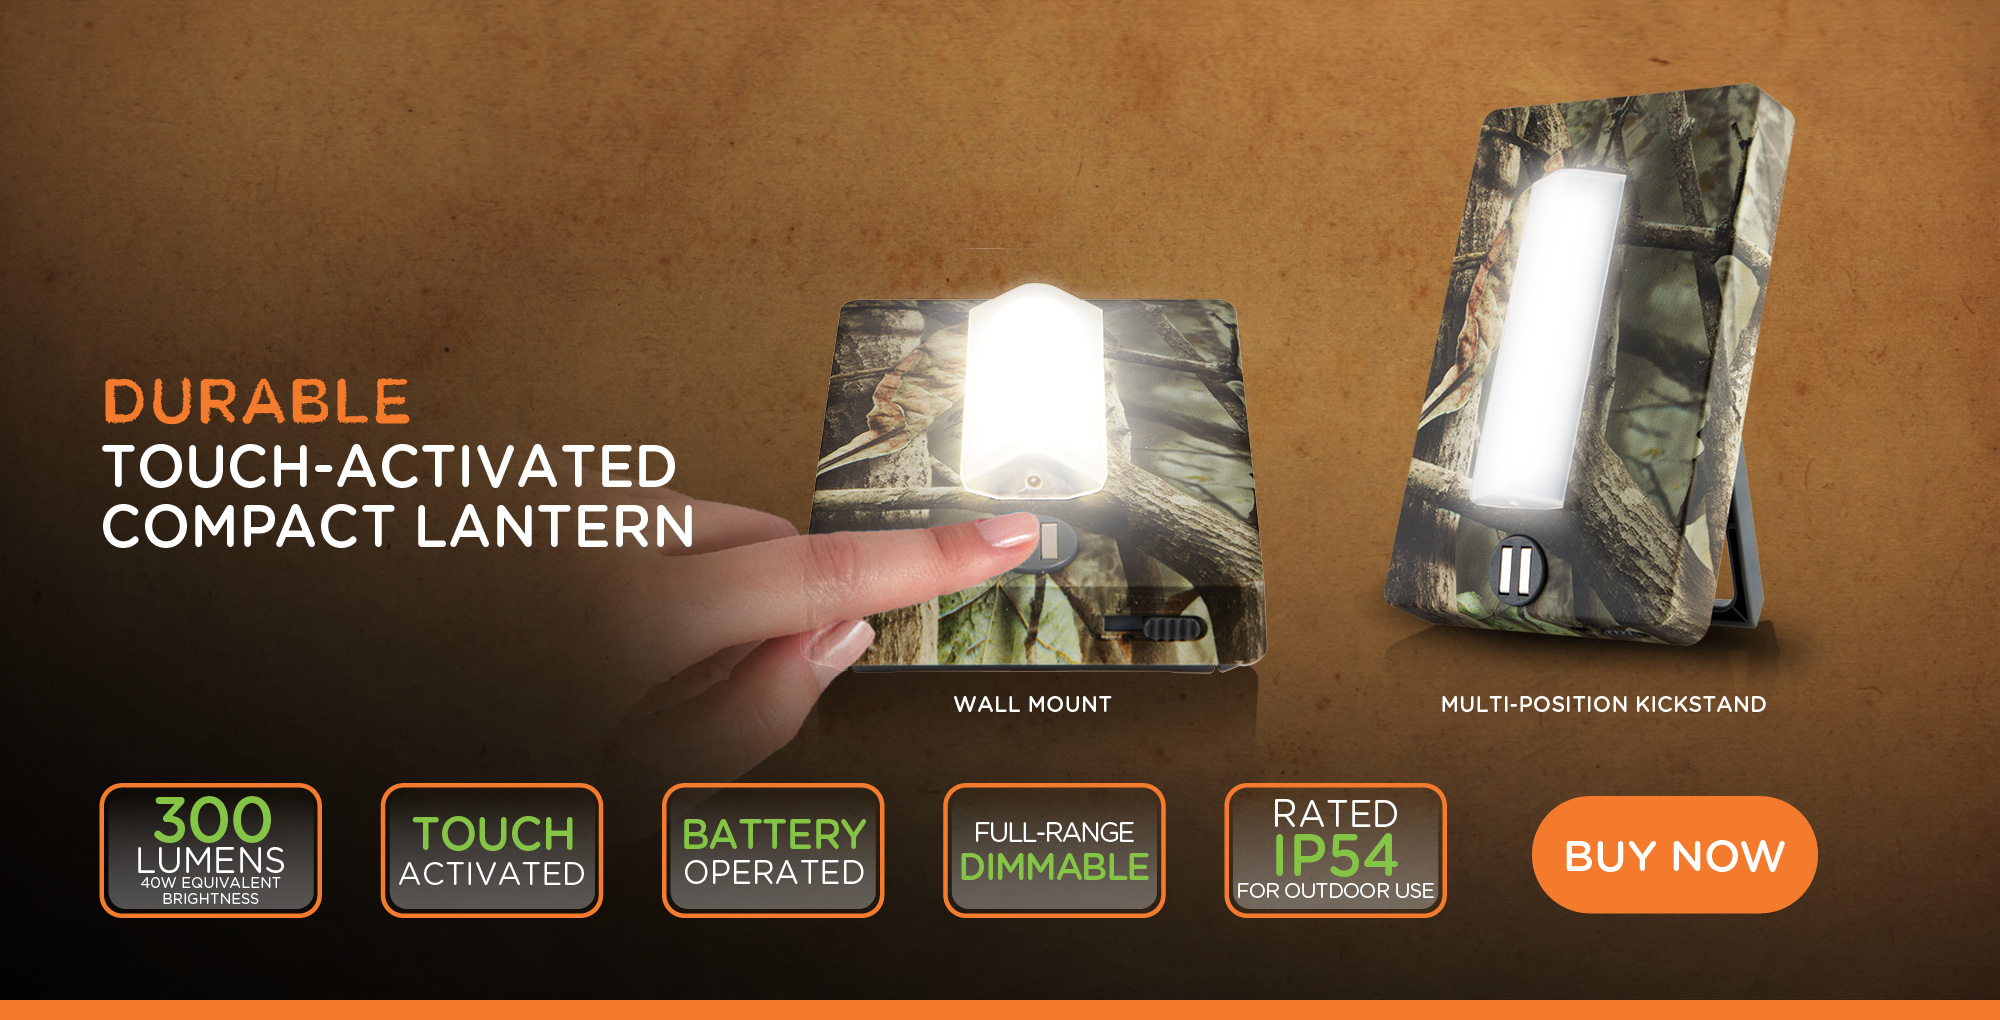 DURABLE
TOUCH-ACTIVATED
COMPACT LANTERN
WALL MOUNT
MULTI-POSITION KICKSTAND
300
LUMENS
40W EQUIVALENT
BRIGHTNESS
TOUCH
ACTIVATED
BATTERY
OPERATED
FULL-RANGE
DIMMABLE
RATED
IP54
FOR OUTDOOR USE
BUY NOW